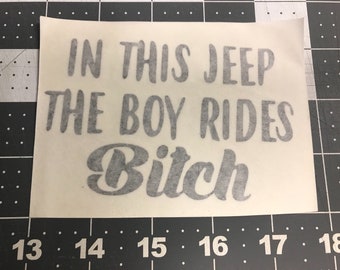 IN THIS JEEP
THE BOY RIDES
Bitch
13 14 15 16 17 18